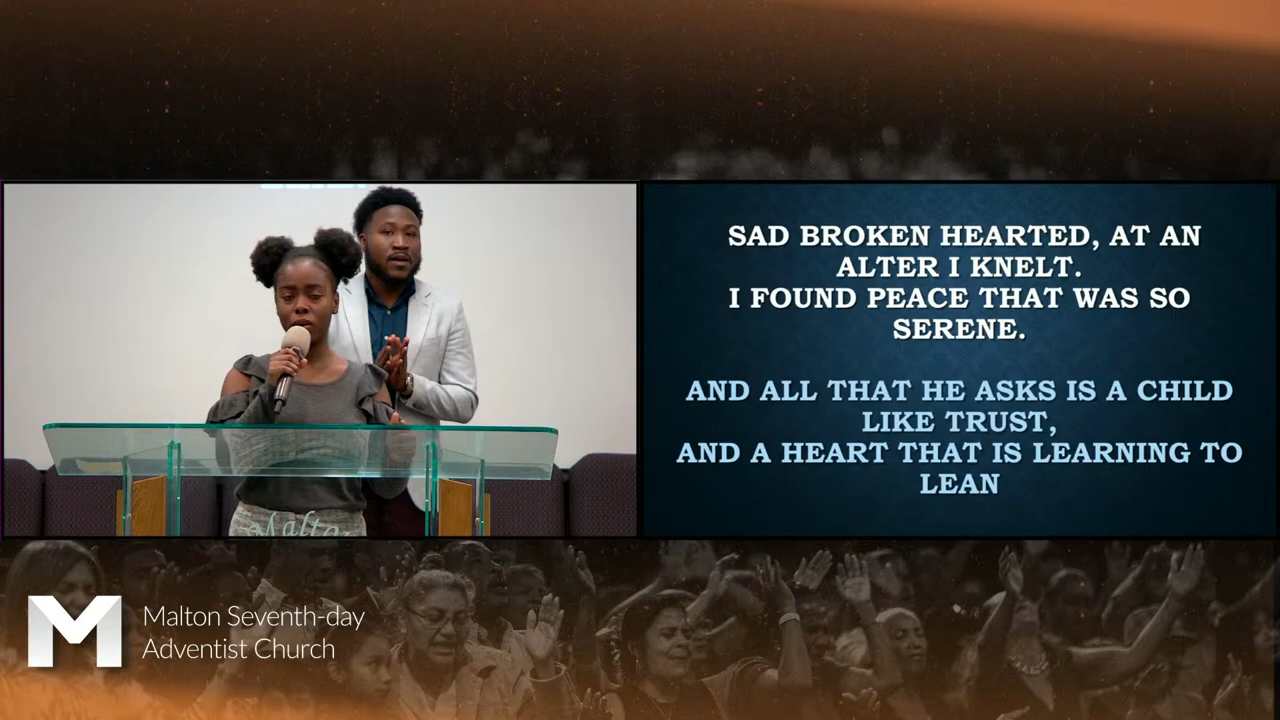 SAD BROKEN HEARTED, AT AN
ALTER I KNELT.
I FOUND PEACE THAT WAS SO
SERENE.
AND ALL THAT HE ASKS IS A CHILD
LIKE TRUST,
AND A HEART THAT IS LEARNING TO
LEAN
Malton
M
Malton Seventh-day
Adventist Church